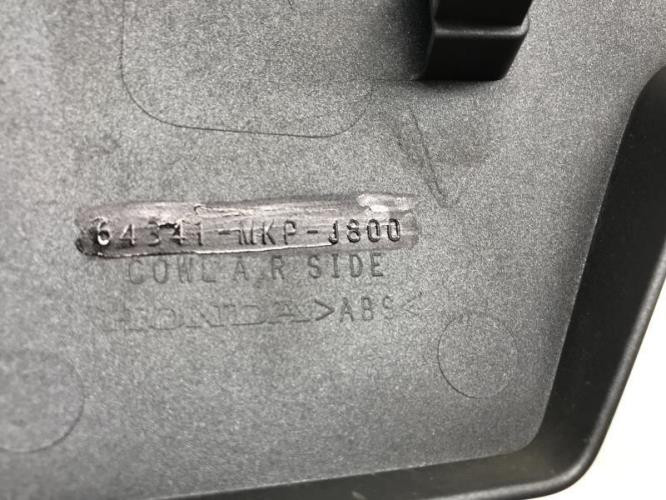 64341-MKP-J800
COWL A,R SIDE
HONDA >ABS<